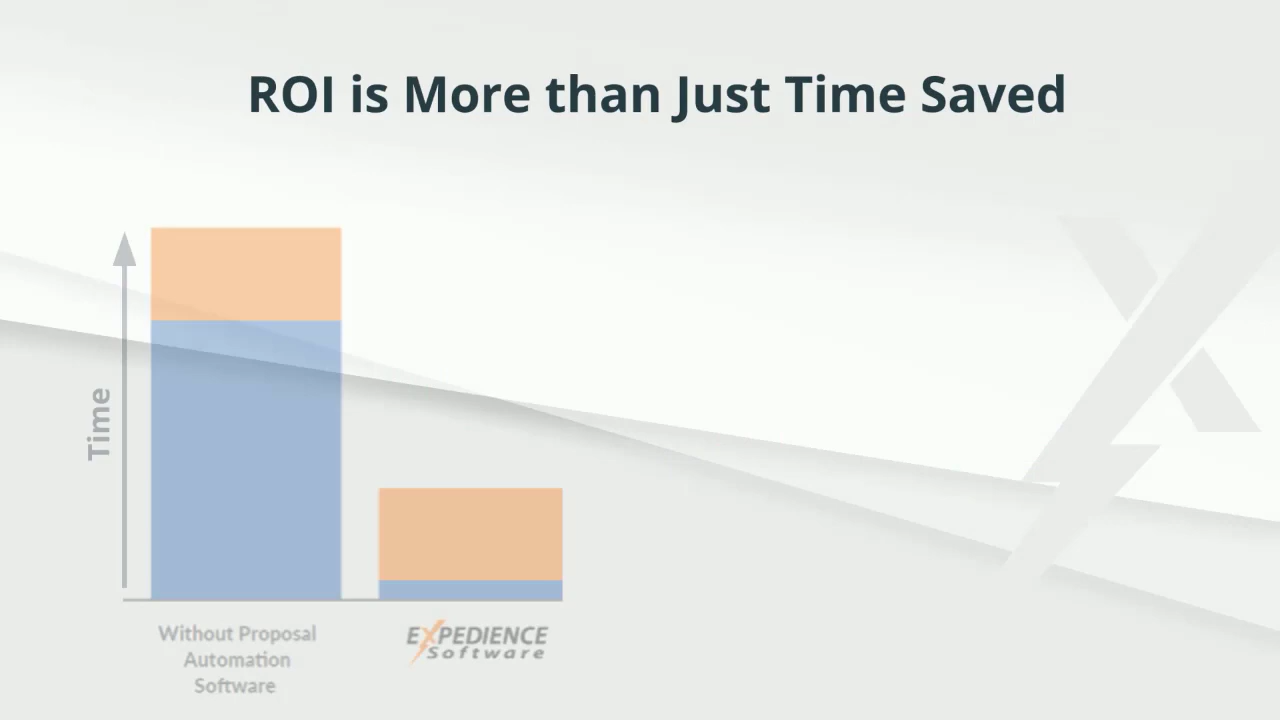 ROI is More than Just Time Saved
Time
Without Proposal
Automation
Software
EXPEDIENCE
Software